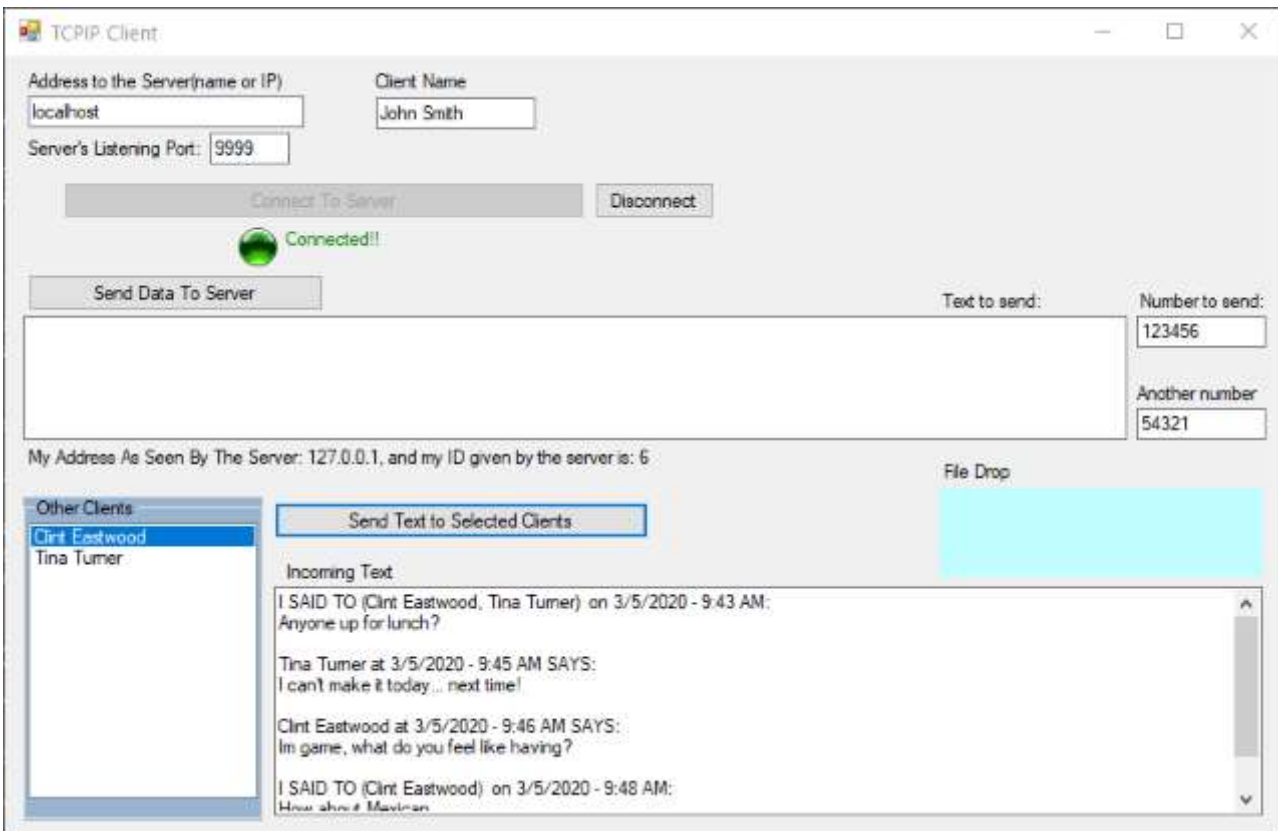 TCPIP Client
Address to the Server(name or IP)
Client Name
localhost
John Smith
Server's Listening Port: 9999
Connect To Server
Disconnect
Connected!!
Send Data To Server
Text to send:
Number to send:
123456
Another number
54321
My Address As Seen By The Server: 127.0.0.1, and my ID given by the server is: 6
File Drop
Other Clients
Send Text to Selected Clients
Clint Eastwood
Tina Turner
Incoming Text
I SAID TO (Clint Eastwood, Tina Turner) on 3/5/2020 - 9:43 AM:
Anyone up for lunch?
Tina Turner at 3/5/2020 - 9:45 AM SAYS:
I can't make it today... next time!
Clint Eastwood at 3/5/2020 - 9:46 AM SAYS:
Im game, what do you feel like having?
I SAID TO (Clint Eastwood) on 3/5/2020 - 9:48 AM:
How about Mexican